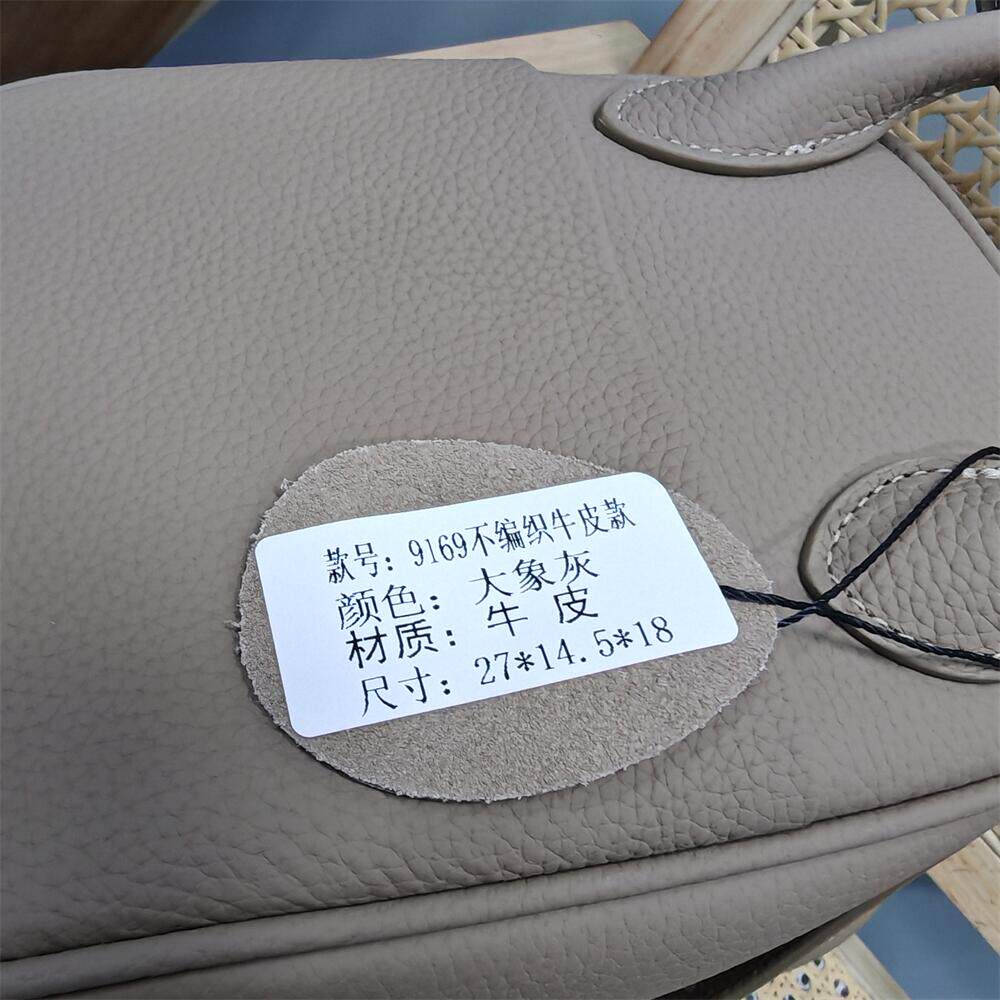 款号：9169不编织牛皮款
颜色：大象灰
材质：牛 皮
尺寸：27*14.5*18